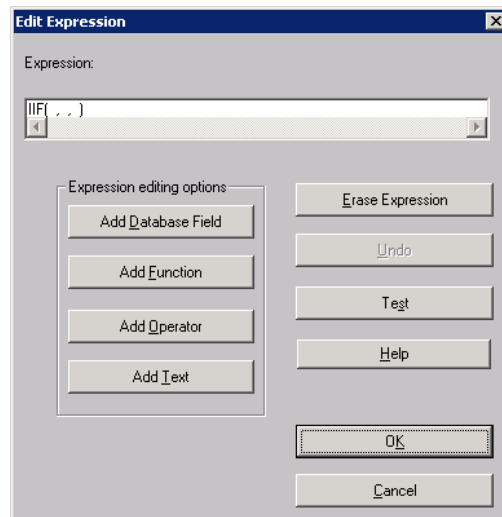 Edit Expression
Expression:
IIF( , , )
Expression editing options
Add Database Field
Add Function
Add Operator
Add Text
Erase Expression
Undo
Test
Help
OK
Cancel